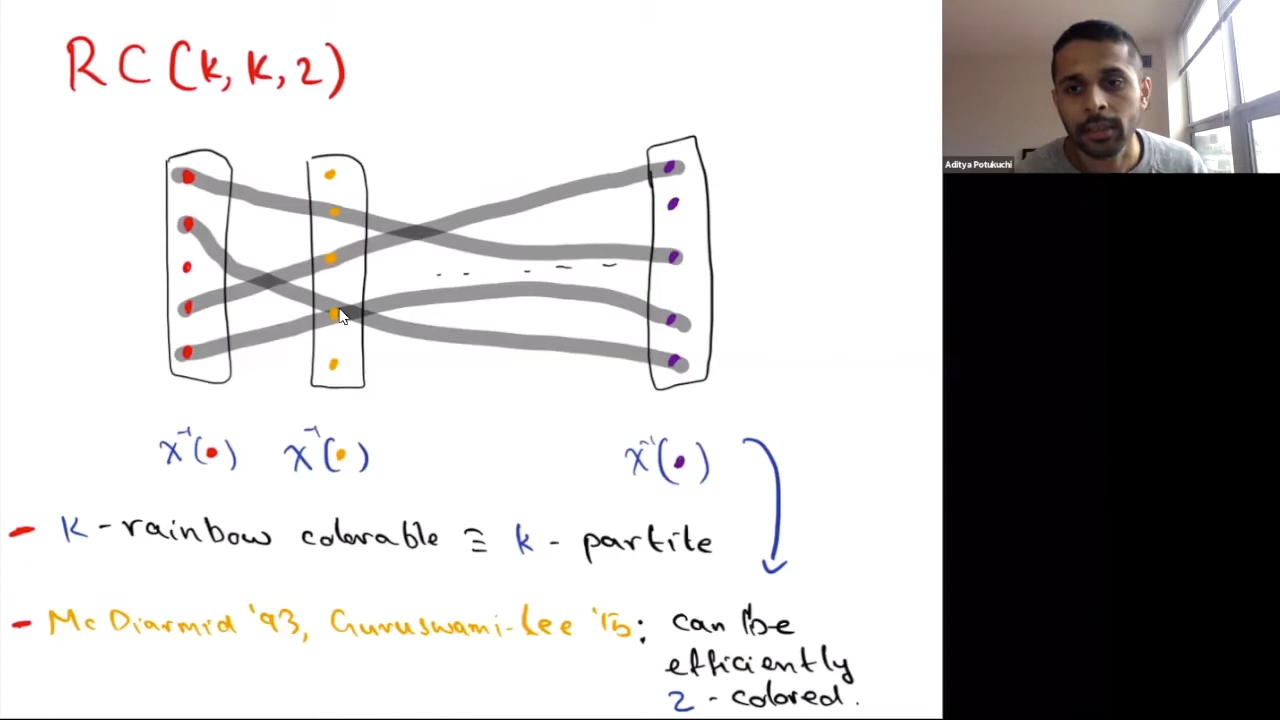 RC(k,k,2)
Aditya Potukuchi
χ⁻¹(•) χ⁻¹(•) χ⁻¹(•)
- k-rainbow colorable ≡ k-partite
- McDiarmid '93, Guruswami-Lee '15: can be
efficiently
2-colored.